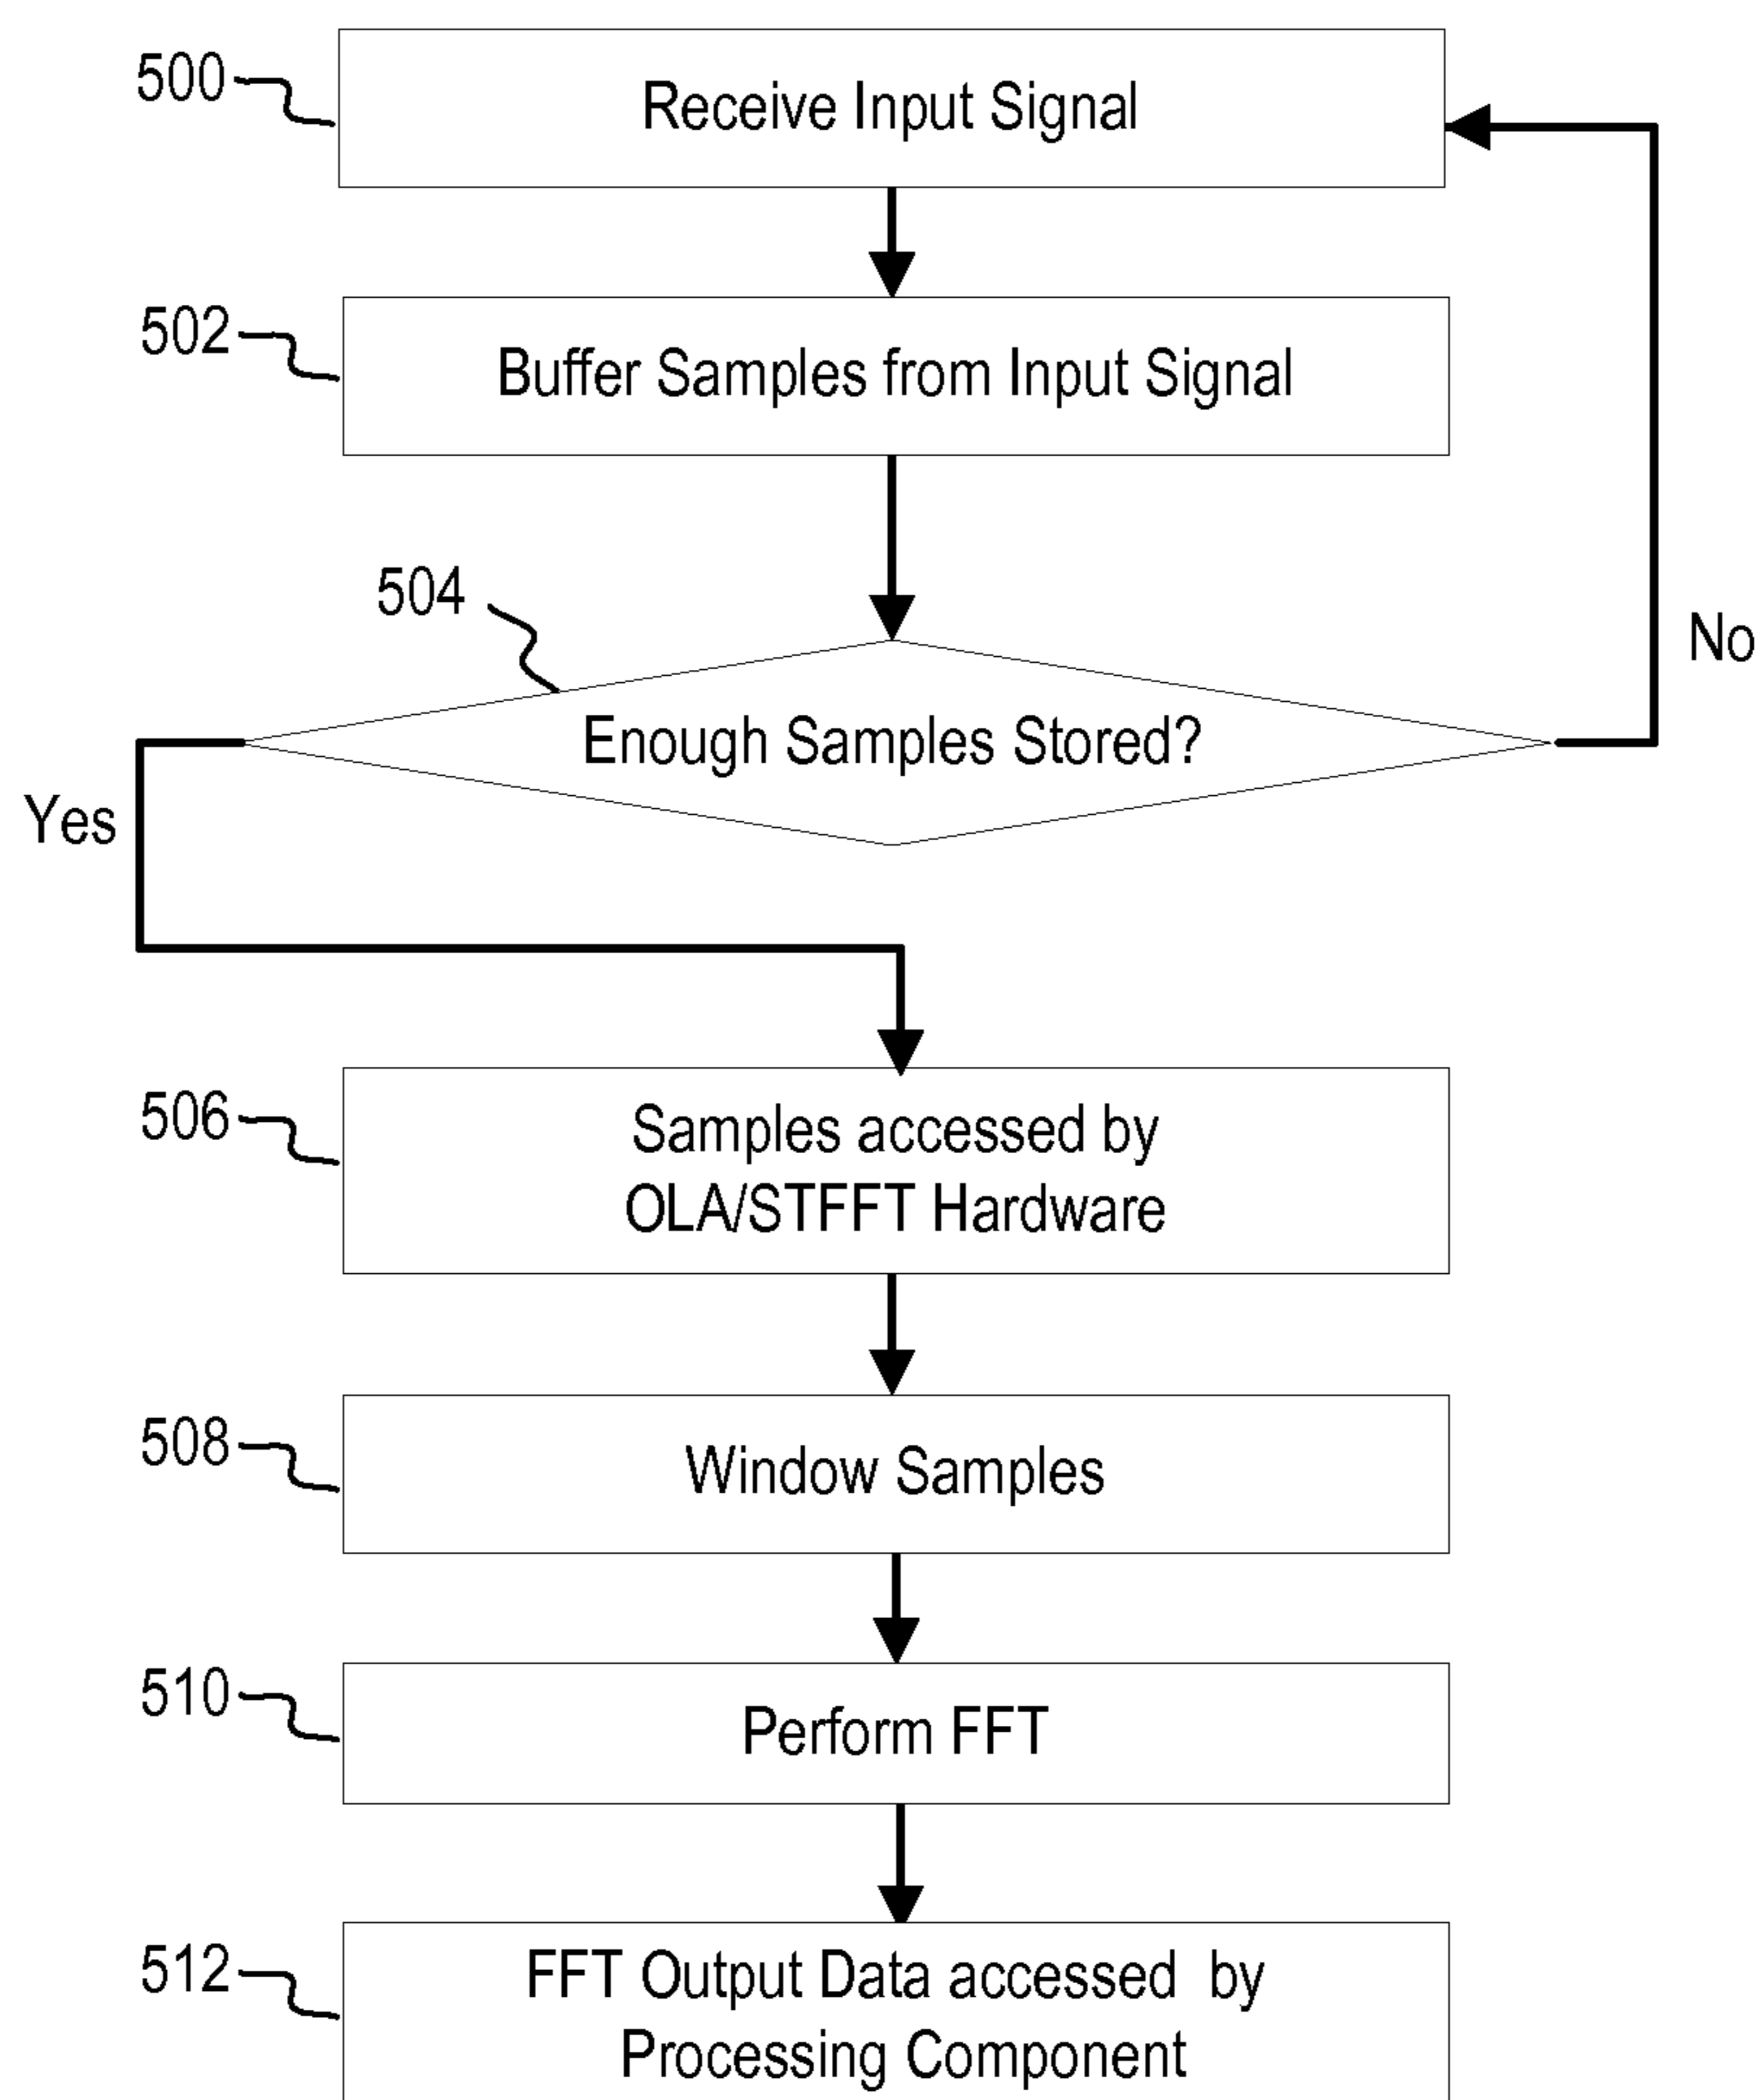 500
Receive Input Signal
502
Buffer Samples from Input Signal
504
No
Enough Samples Stored?
Yes
506
Samples accessed by
OLA/STFFT Hardware
508
Window Samples
510
Perform FFT
512
FFT Output Data accessed by
Processing Component